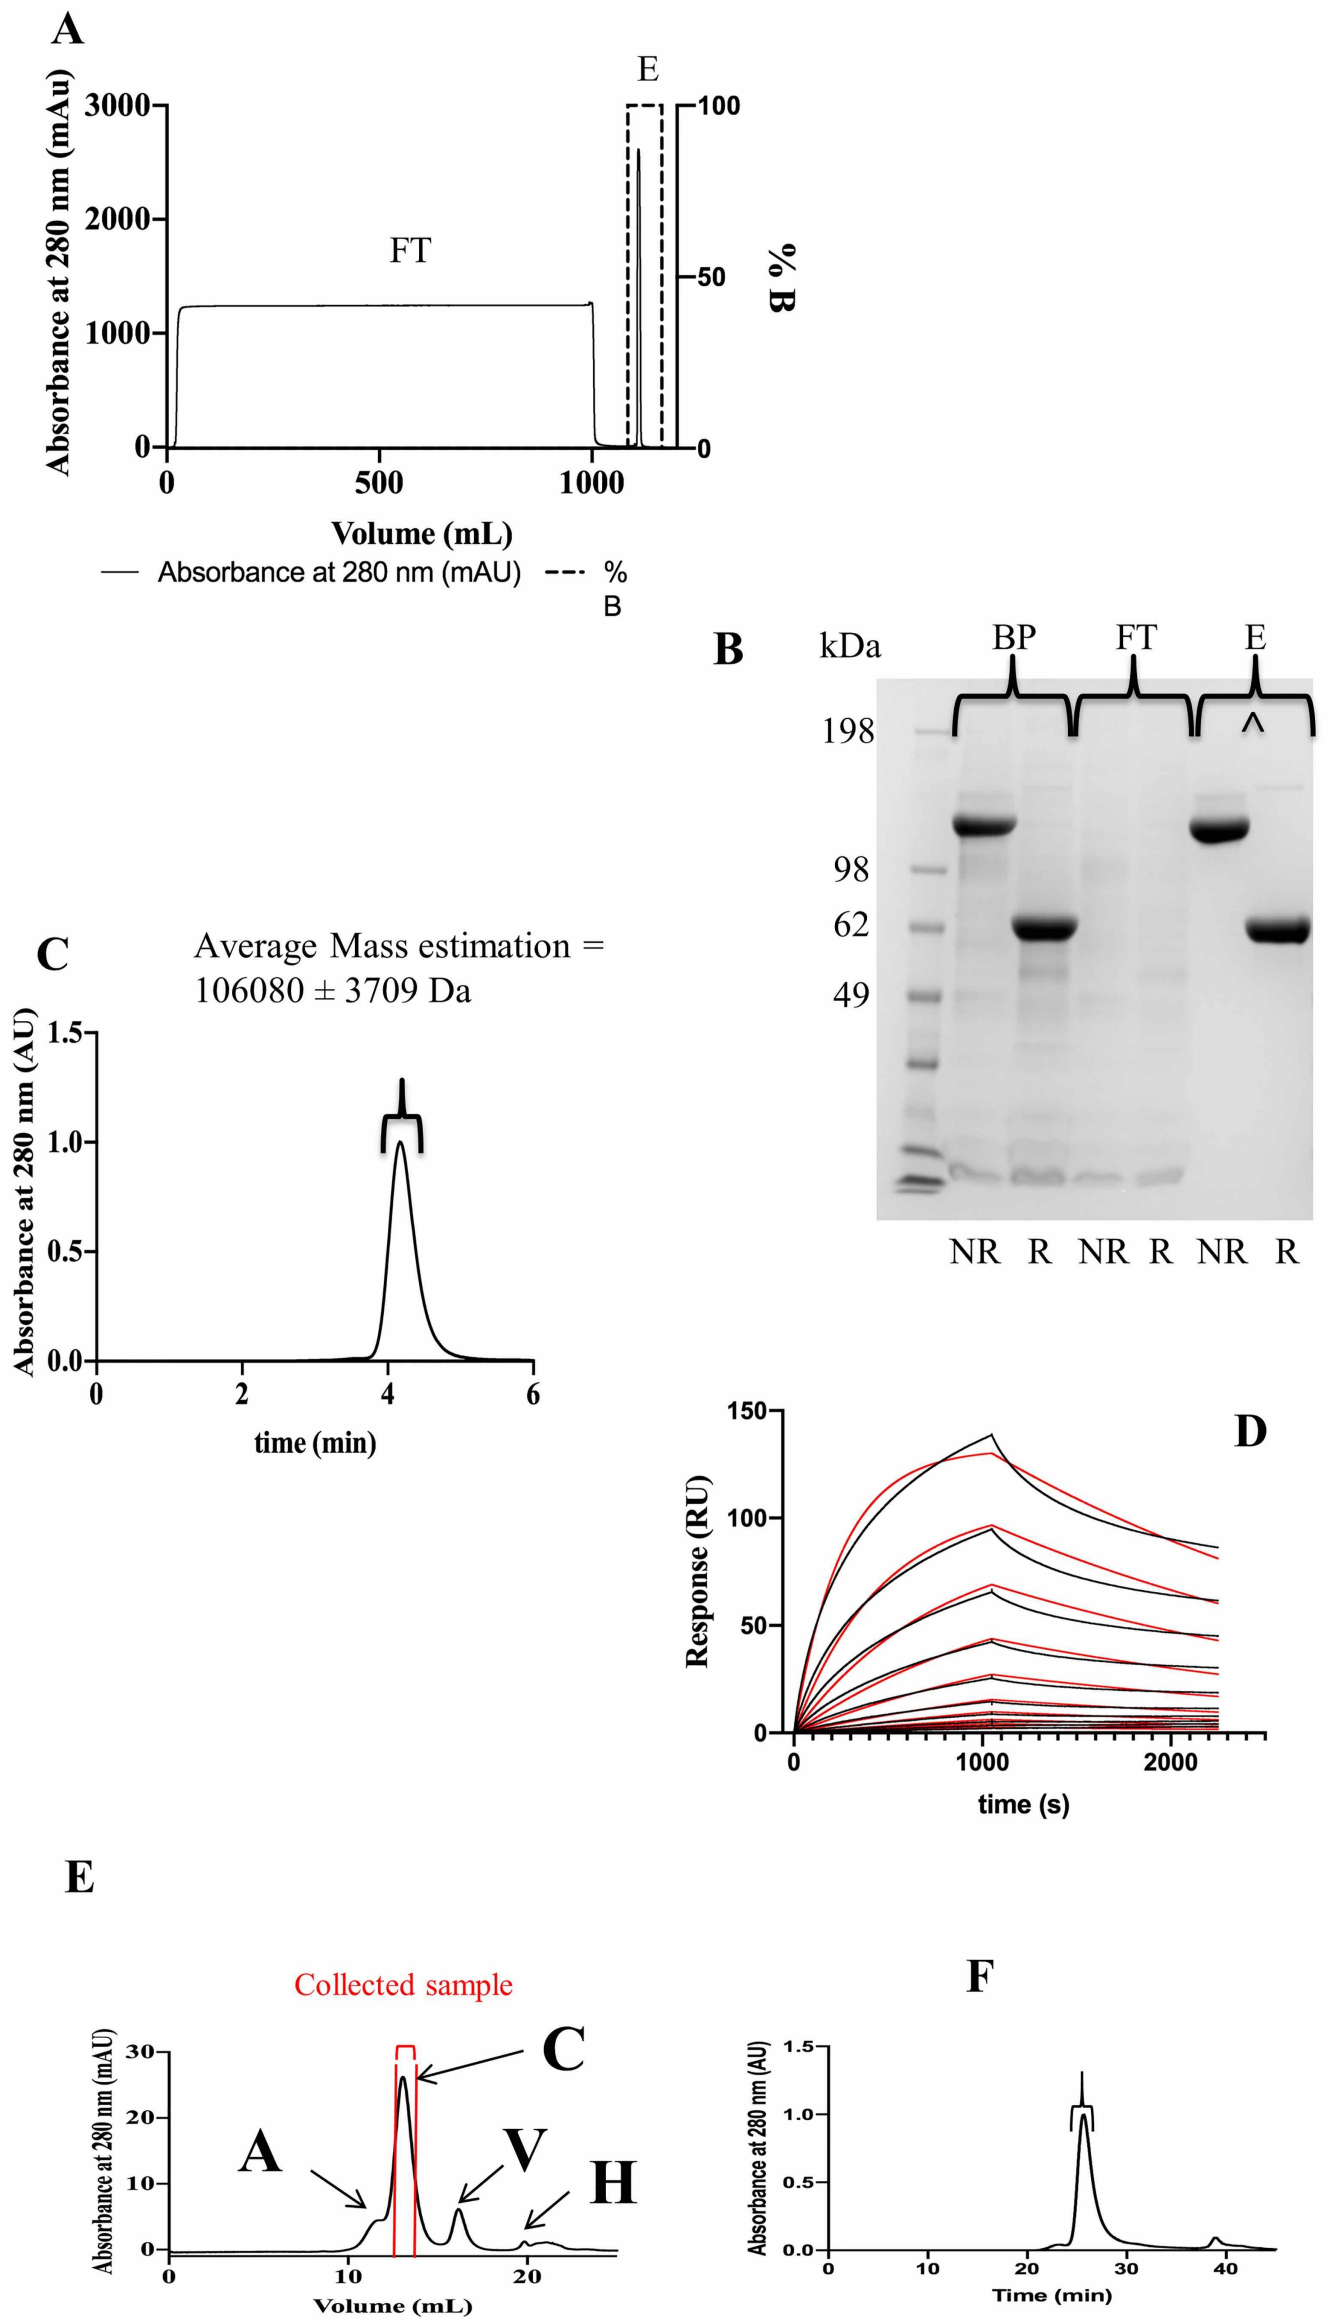 A
E
Absorbance at 280 nm (mAu)
3000
2000
1000
0
FT
100
50
0
% B
0 500 1000
Volume (mL)
Absorbance at 280 nm (mAU) %
B
B
kDa
BP FT E
^
198
98
62
49
NR R NR R NR R
C
Average Mass estimation =
106080 ± 3709 Da
Absorbance at 280 nm (AU)
1.5
1.0
0.5
0.0
0 2 4 6
time (min)
D
Response (RU)
150
100
50
0
0 1000 2000
time (s)
E
Collected sample
Absorbance at 280 nm (mAU)
30
20
10
0
A
C
V
H
0 10 20
Volume (mL)
F
Absorbance at 280 nm (AU)
1.5
1.0
0.5
0.0
0 10 20 30 40
Time (min)